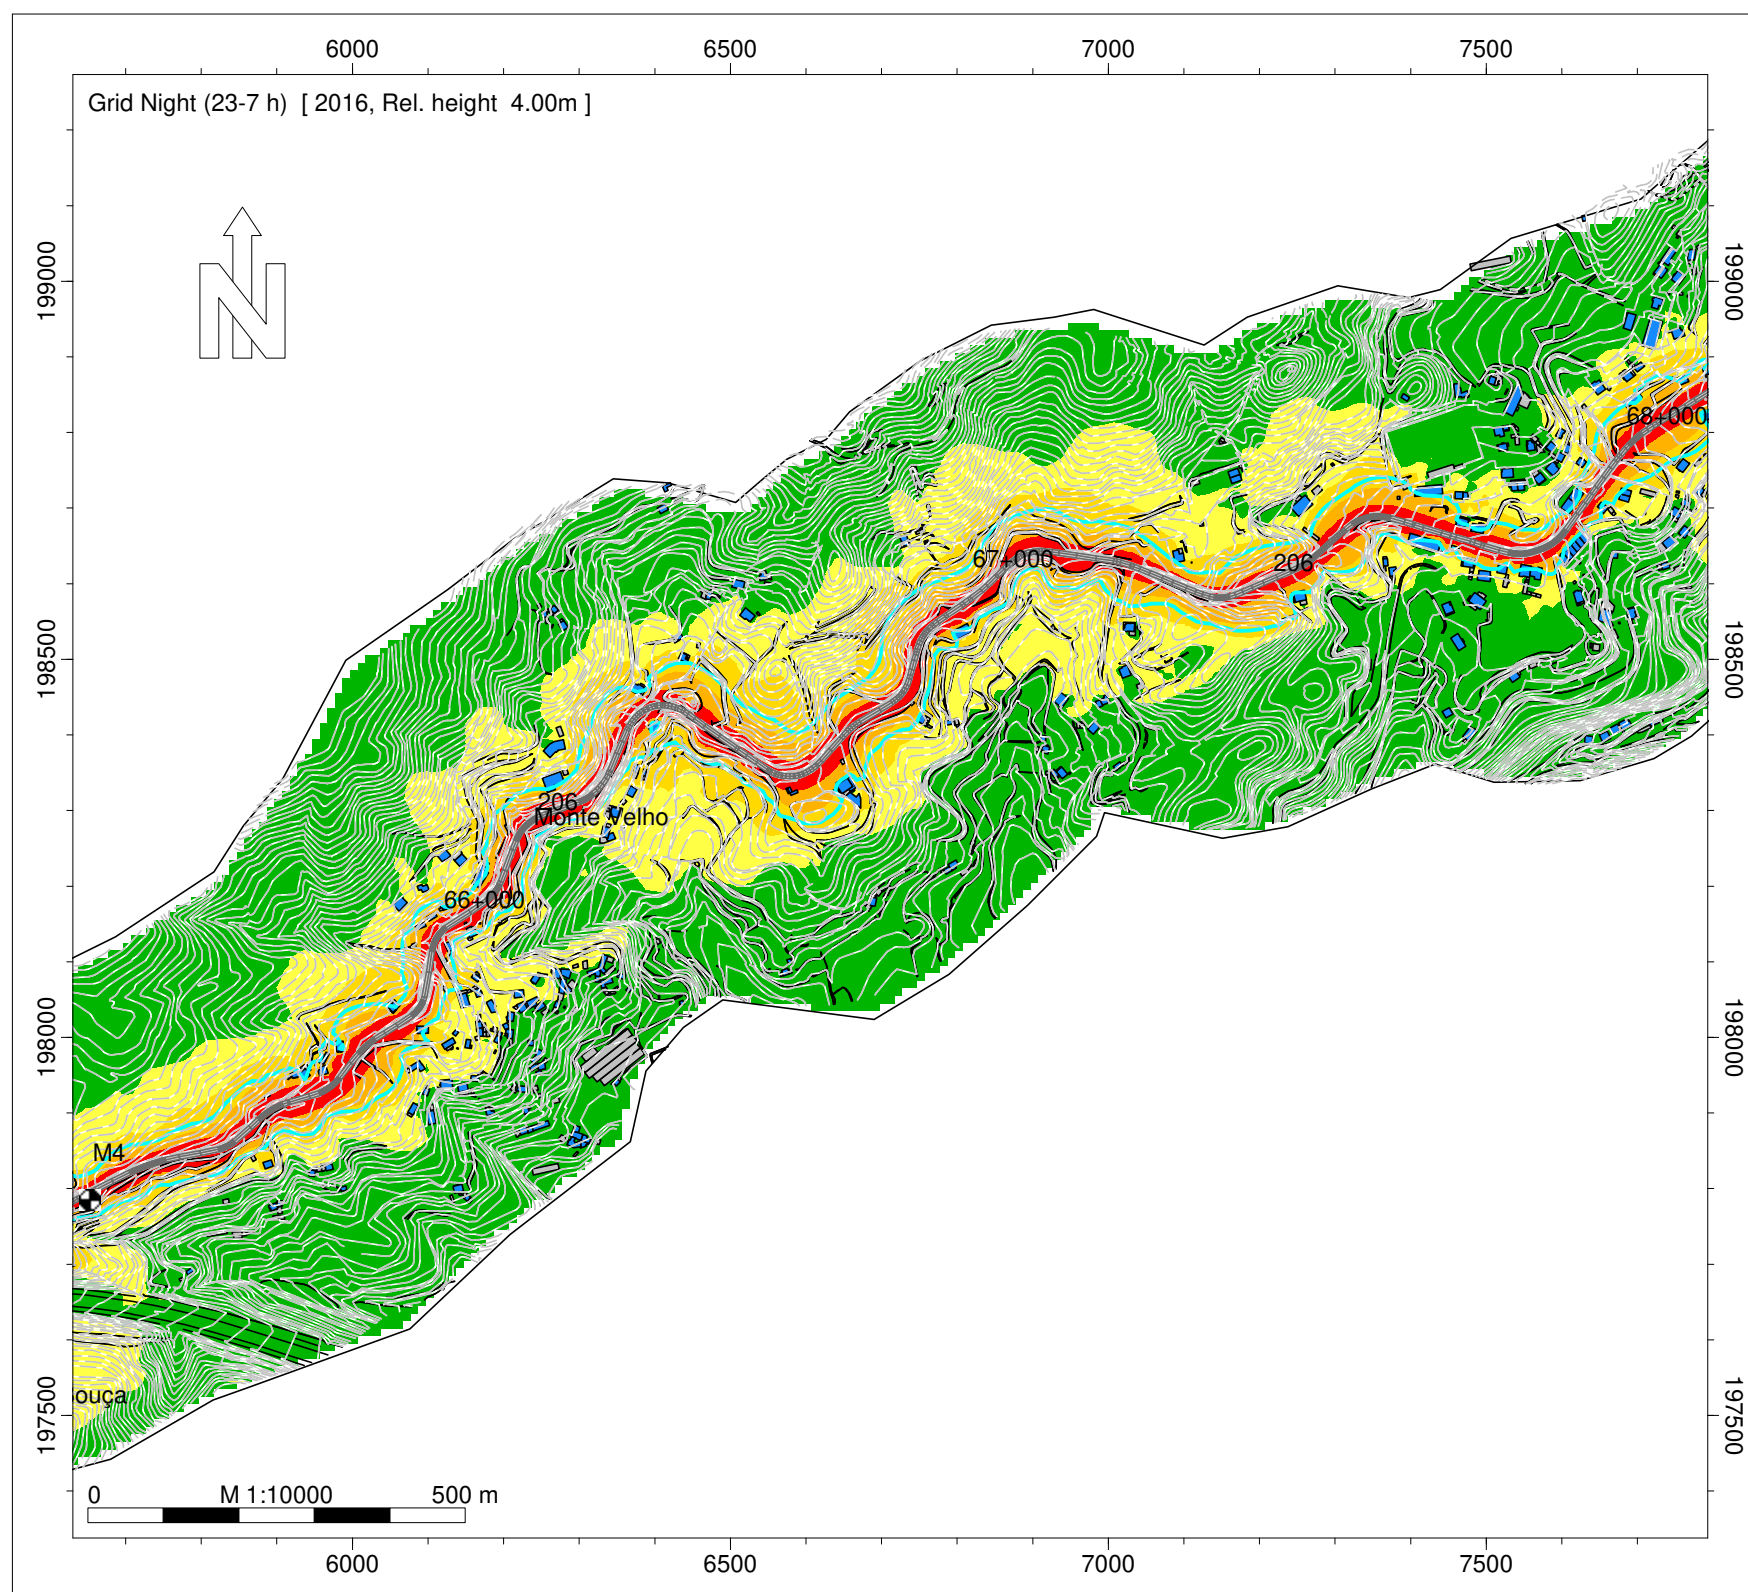 6000 6500 7000 7500
Grid Night (23-7 h) [ 2016, Rel. height 4.00m ]
N
199000 199000
68+000
67+000
206
198500 198500
206
Monte Velho
66+000
198000 198000
M4
ouça
197500 197500
0 M 1:10000 500 m
6000 6500 7000 7500